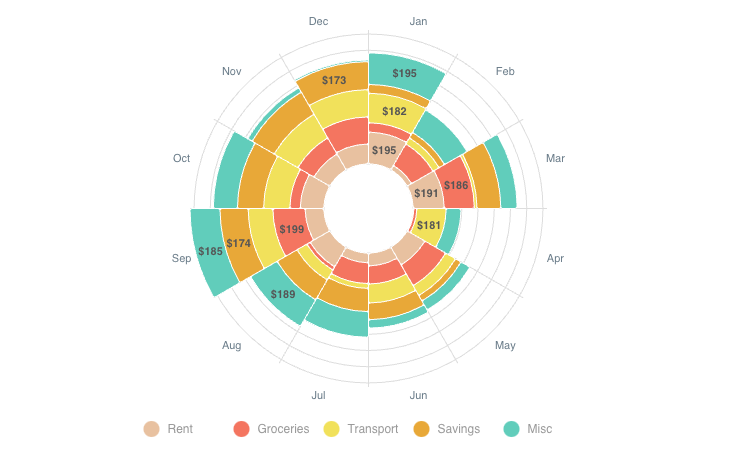 Dec Jan
Nov $173 $195 Feb
$182
Oct $195 Mar
$191 $186
$199 $181
Sep $185 $174 Apr
$189
Aug May
Jul Jun
Rent Groceries Transport Savings Misc